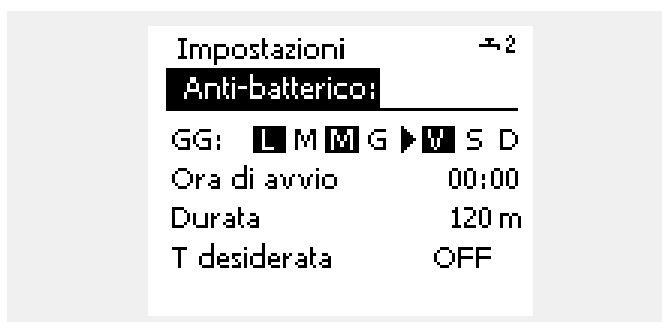 Impostazioni 2
Anti-batterico:
GG: L M M G V S D
Ora di avvio 00:00
Durata 120 m
T desiderata OFF